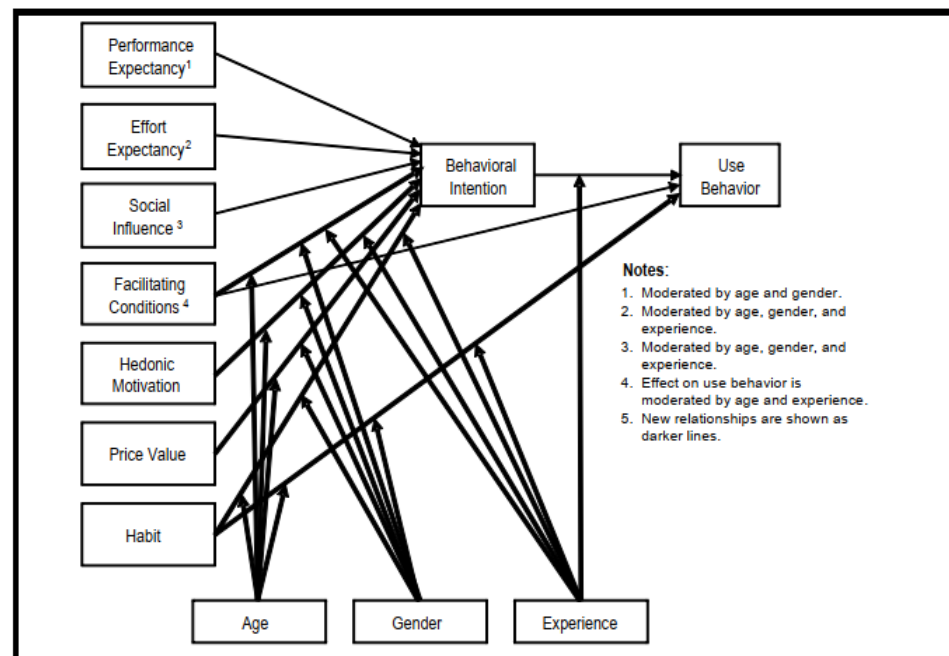 Performance
Expectancy¹
Effort
Expectancy²
Social
Influence ³
Facilitating
Conditions ⁴
Hedonic
Motivation
Price Value
Habit
Behavioral
Intention
Use
Behavior
Notes:
1. Moderated by age and gender.
2. Moderated by age, gender, and
experience.
3. Moderated by age, gender, and
experience.
4. Effect on use behavior is
moderated by age and experience.
5. New relationships are shown as
darker lines.
Age
Gender
Experience